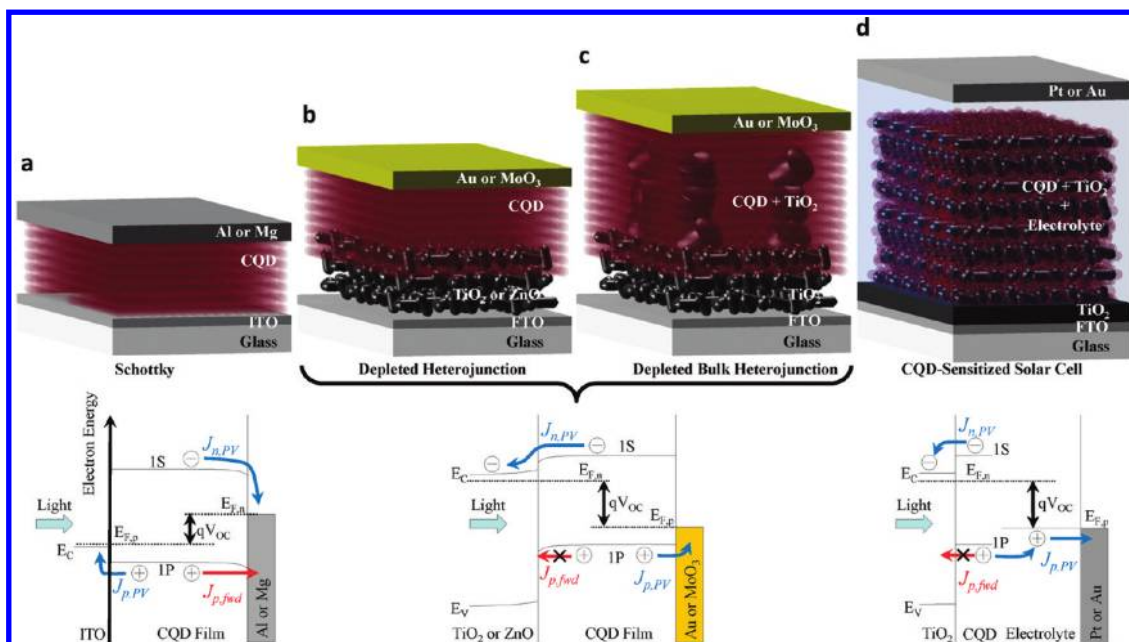 a
Al or Mg
CQD
ITO
Glass
Schottky
b
Au or MoO₃
CQD
TiO₂ or ZnO
FTO
Glass
Depleted Heterojunction
c
Au or MoO₃
CQD + TiO₂
TiO₂
FTO
Glass
Depleted Bulk Heterojunction
d
Pt or Au
CQD + TiO₂
+
Electrolyte
TiO₂
FTO
Glass
CQD-Sensitized Solar Cell
Electron Energy
Jn,PV
1S
Light
EF,n
EF,p
qVOC
EC
1P
Jp,PV
Jp,fwd
Al or Mg
ITO
CQD Film
Jn,PV
1S
EC
EF,n
Light
qVOC
EF,p
1P
Jp,fwd
Jp,PV
EV
Au or MoO₃
TiO₂ or ZnO
CQD Film
Jn,PV
1S
EC
EF,n
Light
qVOC
EF,p
1P
Jp,fwd
Jp,PV
EV
Pt or Au
TiO₂
CQD
Electrolyte